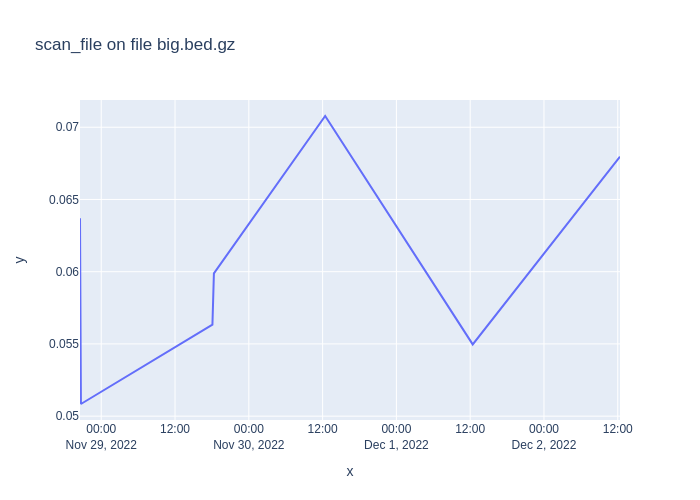 scan_file on file big.bed.gz
0.07
0.065
0.06
0.055
0.05
y
00:00 12:00 00:00 12:00 00:00 12:00 00:00 12:00
Nov 29, 2022 Nov 30, 2022 Dec 1, 2022 Dec 2, 2022
x